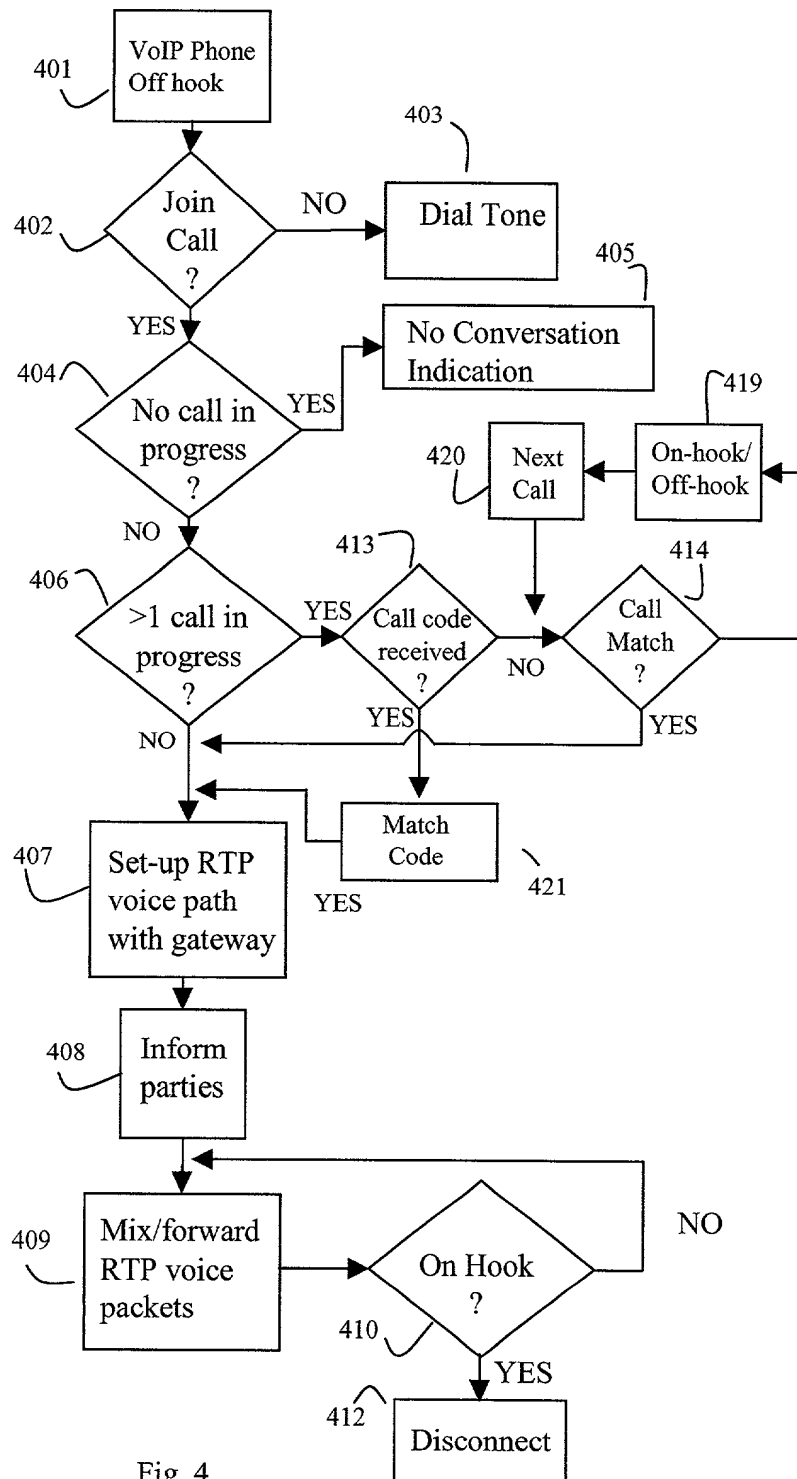 VoIP Phone
Off hook
401
403
Join
Call
?
402
NO
Dial Tone
405
YES
No Conversation
Indication
404
No call in
progress
?
YES
419
On-hook/
Off-hook
420
Next
Call
NO
413
414
406
>1 call in
progress
?
YES
Call code
received
?
NO
Call
Match
?
YES
YES
NO
Match
Code
421
YES
407
Set-up RTP
voice path
with gateway
408
Inform
parties
409
Mix/forward
RTP voice
packets
On Hook
?
NO
410
YES
412
Disconnect
Fig. 4